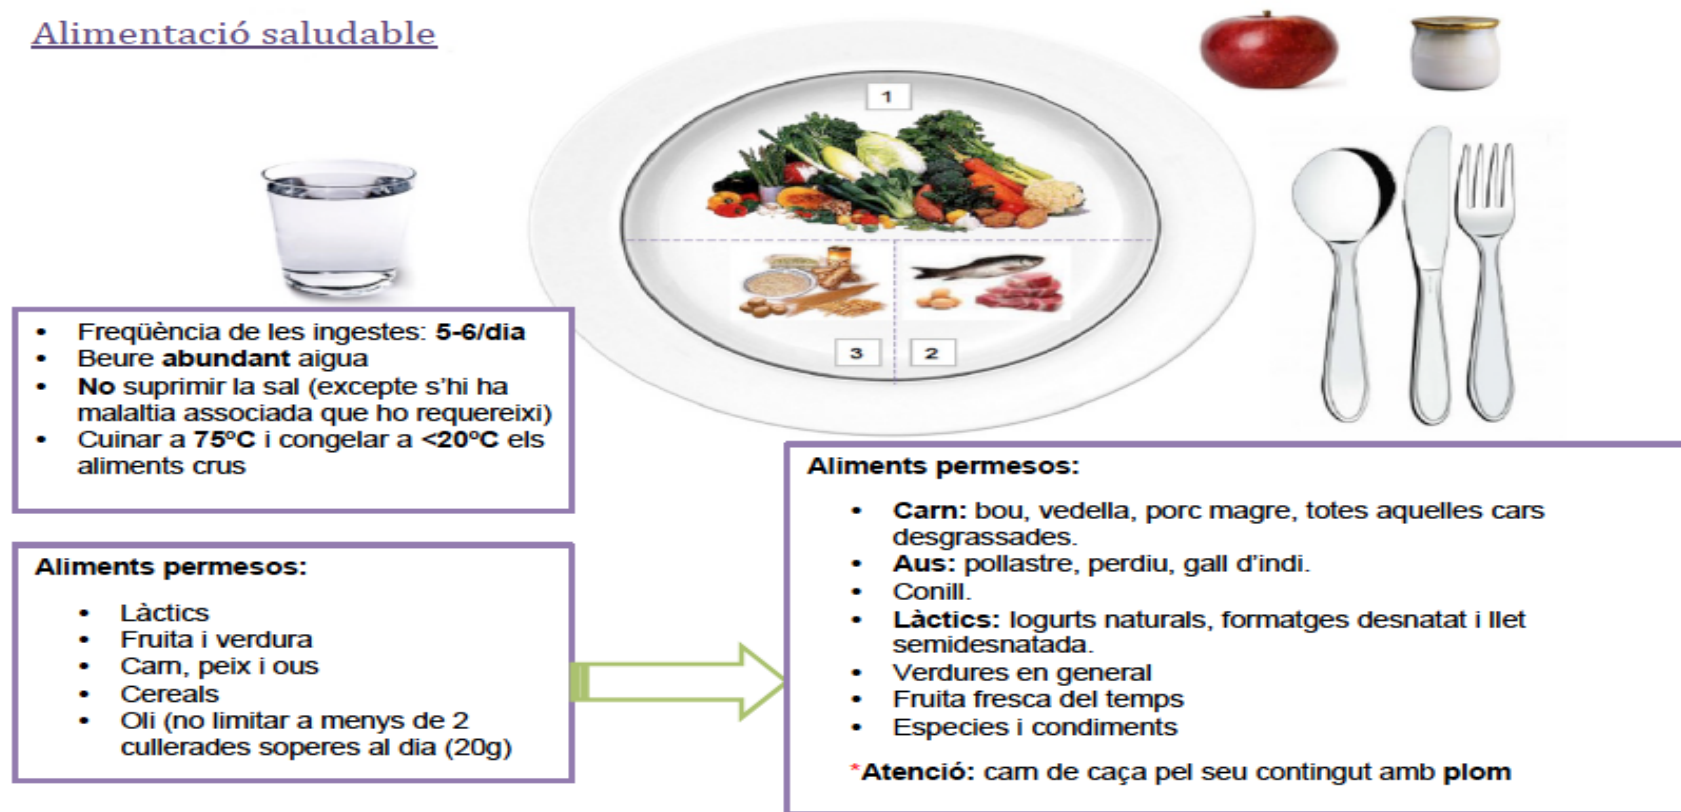 Alimentació saludable
1
3
2
• Freqüència de les ingestes: 5-6/dia
• Beure abundant aigua
• No suprimir la sal (excepte s'hi ha
malaltia associada que ho requereixi)
• Cuinar a 75ºC i congelar a <20ºC els
aliments crus
Aliments permesos:
• Làctics
• Fruita i verdura
• Carn, peix i ous
• Cereals
• Oli (no limitar a menys de 2
cullerades soperes al dia (20g)
Aliments permesos:
• Carn: bou, vedella, porc magre, totes aquelles cars
desgrassades.
• Aus: pollastre, perdiu, gall d'indi.
• Conill.
• Làctics: Iogurts naturals, formatges desnatat i llet
semidesnatada.
• Verdures en general
• Fruita fresca del temps
• Especies i condiments
*Atenció: carn de caça pel seu contingut amb plom